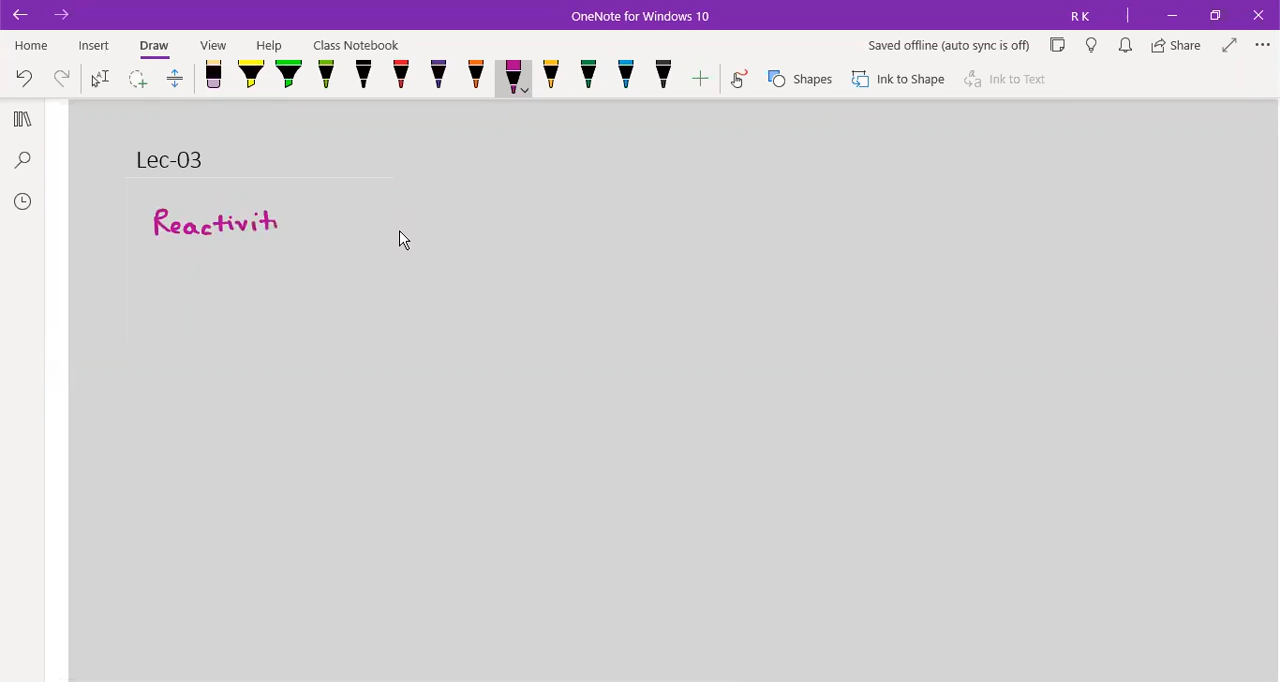 OneNote for Windows 10
R K
Home Insert Draw View Help Class Notebook
Saved offline (auto sync is off)
Share
Shapes
Ink to Shape
Ink to Text
Lec-03
Reactiviti